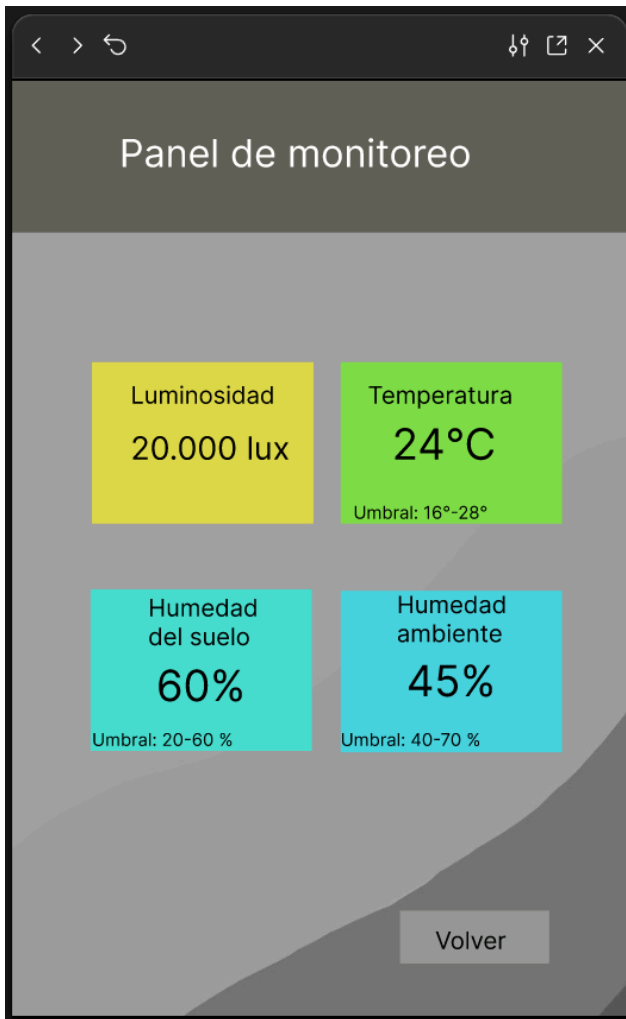 Panel de monitoreo
Luminosidad
20.000 lux
Temperatura
24°C
Umbral: 16°-28°
Humedad
del suelo
60%
Umbral: 20-60 %
Humedad
ambiente
45%
Umbral: 40-70 %
Volver